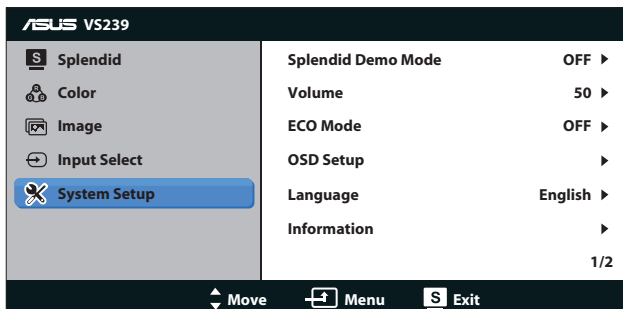 ASUS VS239
S Splendid
Color
Image
Input Select
System Setup
Splendid Demo Mode OFF
Volume 50
ECO Mode OFF
OSD Setup
Language English
Information
1/2
Move Menu S Exit